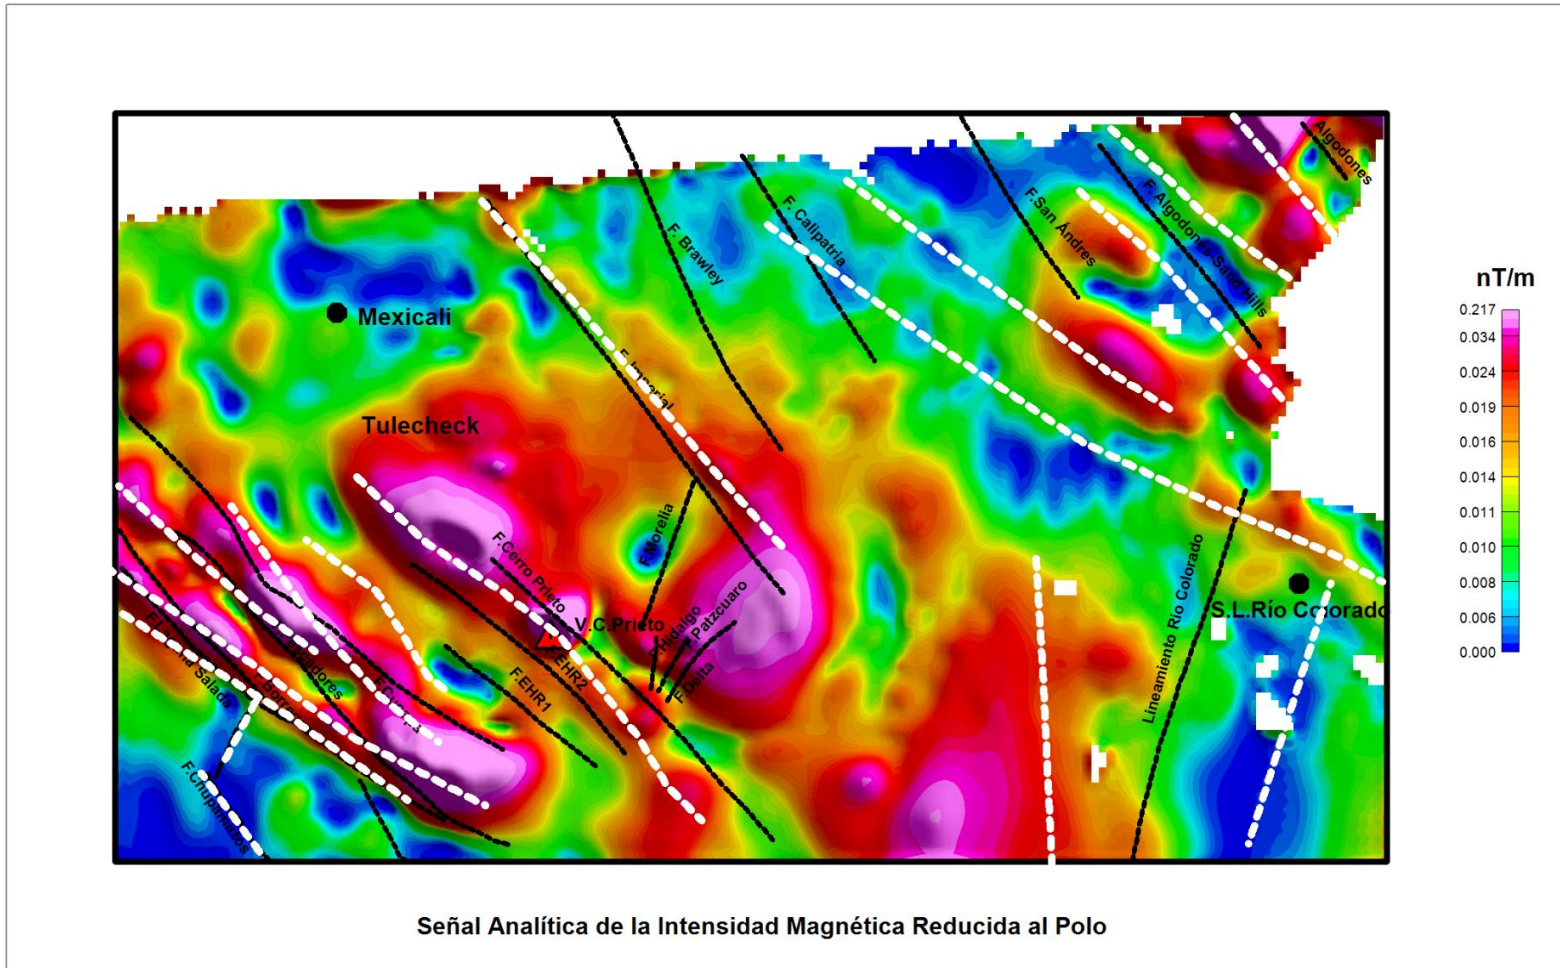 Algodones
nT/m
F. Algodones-Sand Hills
F.San Ándres
F. Calipatria
F. Brawley
0.217
0.034
0.024
0.019
0.016
0.014
0.011
0.010
0.008
0.006
0.000
Mexicali
F. Imperial
Tulecheck
F.Morelia
F.Cerro Prieto
Lineamiento Río Colorado
S.L.Río Colorado
V.C.Prieto
F.Hidalgo
F.Patzcuaro
F.Delta
F.EHR2
F.EHR1
Salada
F.Chupamirtos
Señal Analítica de la Intensidad Magnética Reducida al Polo